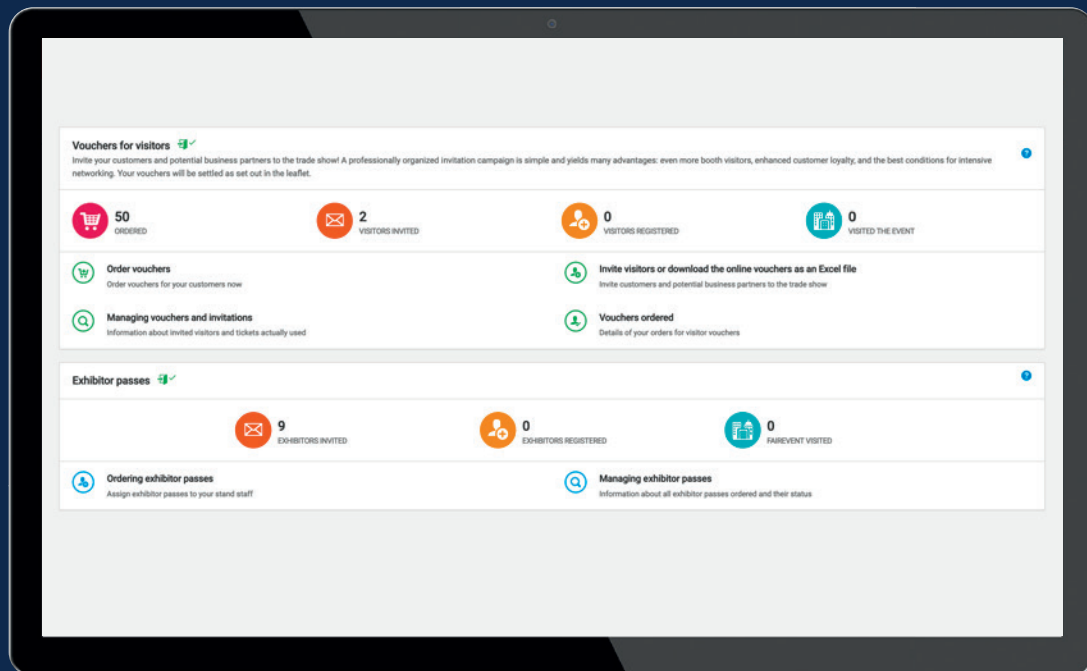 Vouchers for visitors
Invite your customers and potential business partners to the trade show! A professionally organized invitation campaign is simple and yields many advantages: even more booth visitors, enhanced customer loyalty, and the best conditions for intensive
networking. Your vouchers will be settled as set out in the leaflet.
?
50
ORDERED
2
VISITORS INVITED
0
VISITORS REGISTERED
0
VISITED THE EVENT
Order vouchers
Order vouchers for your customers now
Invite visitors or download the online vouchers as an Excel file
Invite customers and potential business partners to the trade show
Managing vouchers and invitations
Information about invited visitors and tickets actually used
Vouchers ordered
Details of your orders for visitor vouchers
Exhibitor passes
?
9
EXHIBITORS INVITED
0
EXHIBITORS REGISTERED
0
FAIREVENT VISITED
Ordering exhibitor passes
Assign exhibitor passes to your stand staff
Managing exhibitor passes
Information about all exhibitor passes ordered and their status